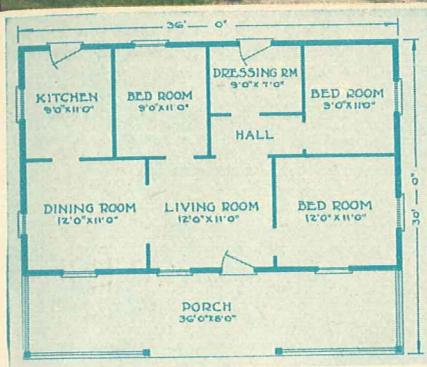 36' 0"
KITCHEN
9'0"X11'0"
BED ROOM
9'0"X11'0"
DRESSING RM
9'0"X7'0"
BED ROOM
9'0"X11'0"
HALL
DINING ROOM
12'0"X11'0"
LIVING ROOM
12'0"X11'0"
BED ROOM
12'0"X11'0"
30' 0"
PORCH
36'0"X8'0"